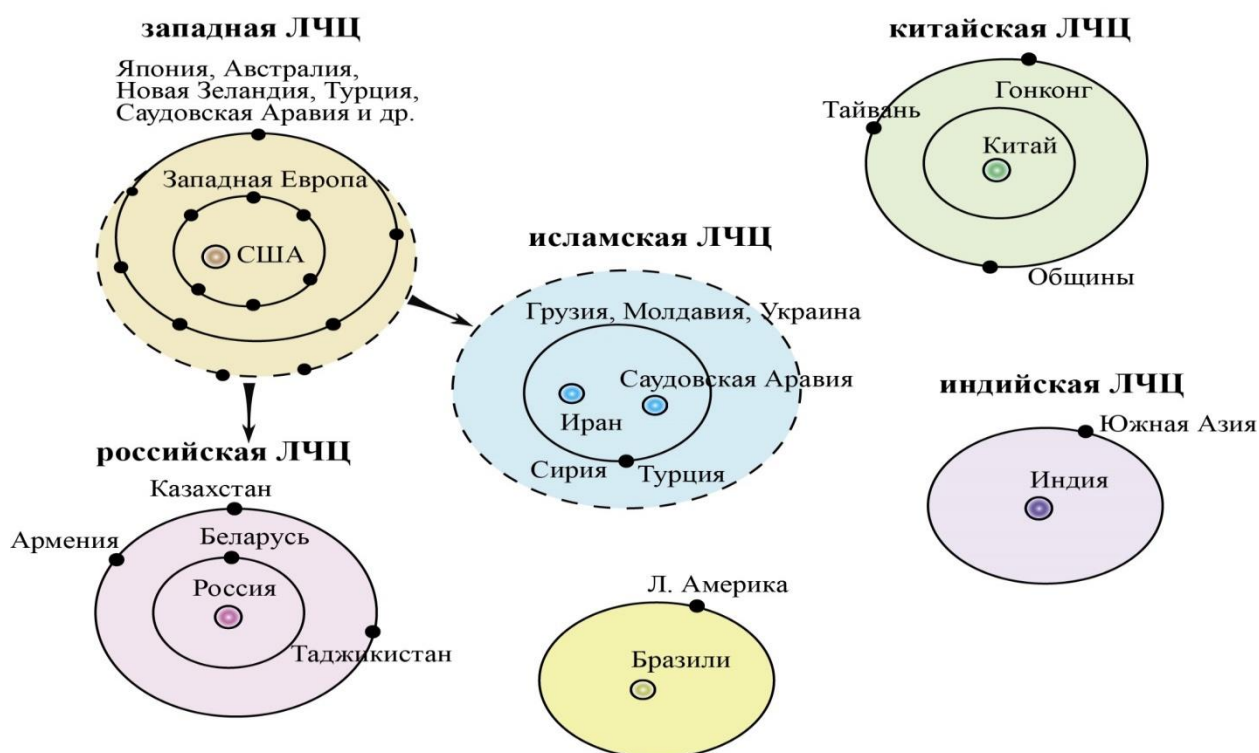 западная ЛЧЦ
Япония, Австралия,
Новая Зеландия, Турция,
Саудовская Аравия и др.
Западная Европа
США
китайская ЛЧЦ
Гонконг
Тайвань
Китай
Общины
исламская ЛЧЦ
Грузия, Молдавия, Украина
Саудовская Аравия
Иран
Сирия
Турция
индийская ЛЧЦ
Южная Азия
Индия
российская ЛЧЦ
Казахстан
Армения
Беларусь
Россия
Таджикистан
Л. Америка
Бразили